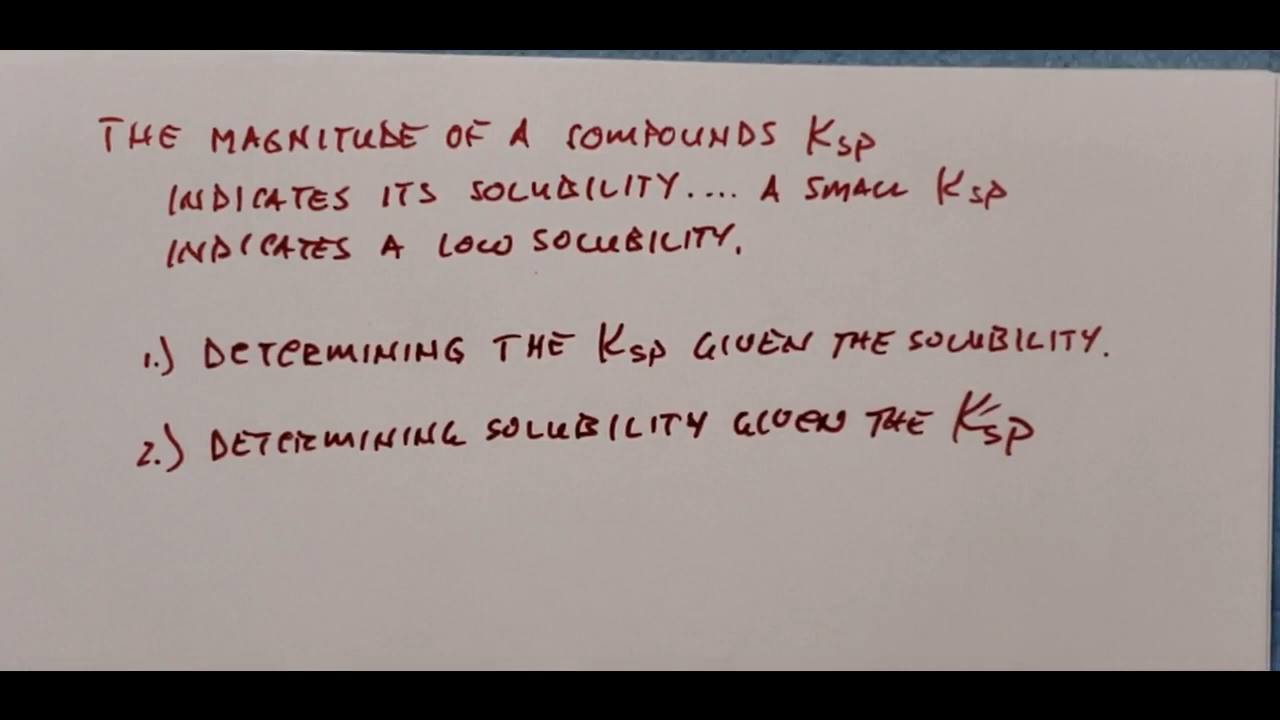 THE MAGNITUDE OF A COMPOUNDS Ksp
INDICATES ITS SOLUBILITY.... A SMALL Ksp
INDICATES A LOW SOLUBILITY.
1.) DETERMINING THE Ksp GIVEN THE SOLUBILITY.
2.) DETERMINING SOLUBILITY GIVEN THE Ksp